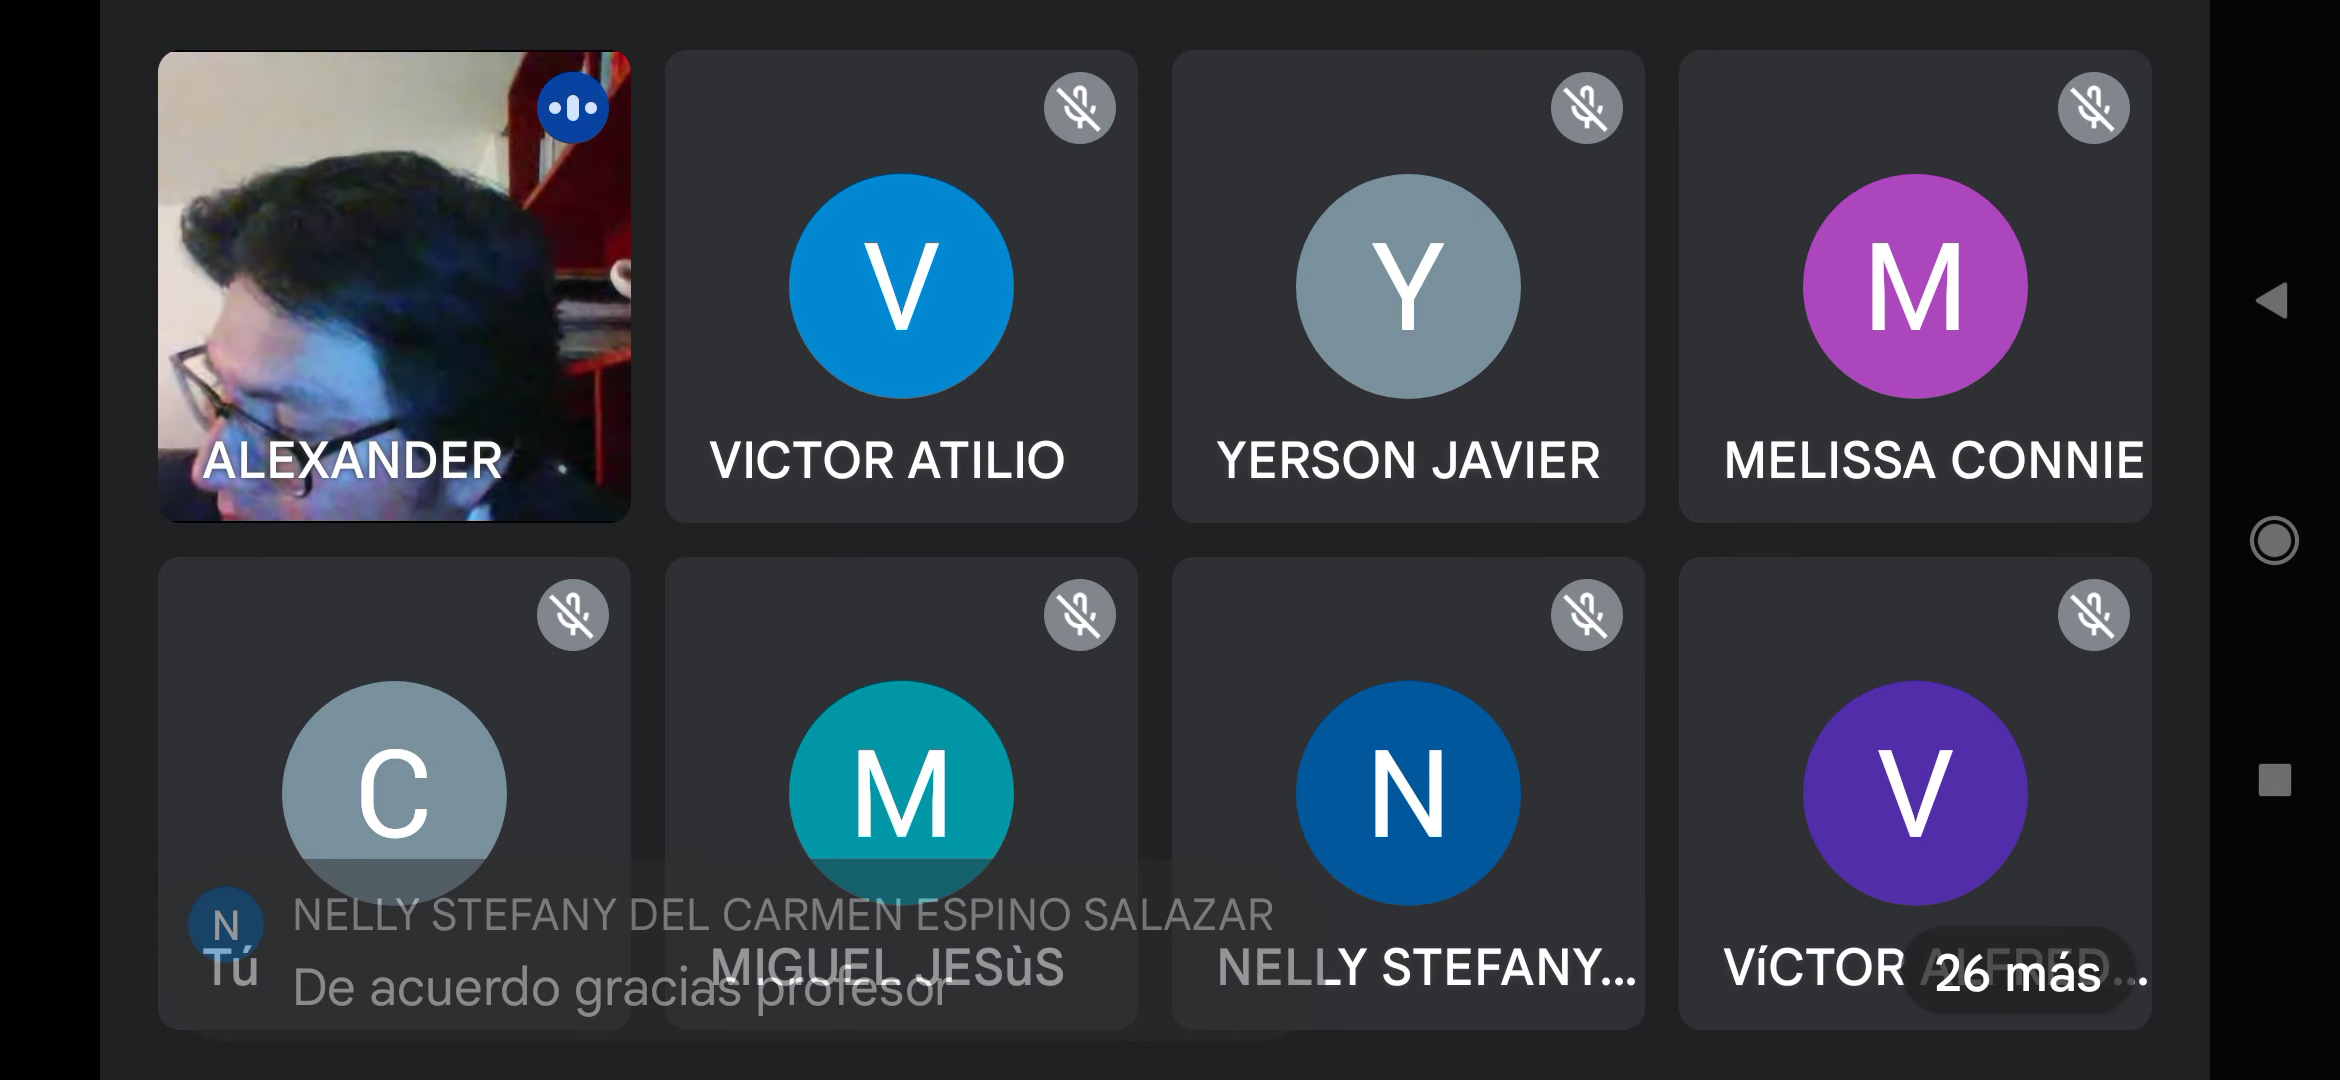 V
Y
M
ALEXANDER
VICTOR ATILIO
YERSON JAVIER
MELISSA CONNIE
C
M
N
V
N
NELLY STEFANY DEL CARMEN ESPINO SALAZAR
De acuerdo gracias profesor
Tú
MIGUEL JESùS
NELLY STEFANY...
VíCTOR ALFRED...
26 más